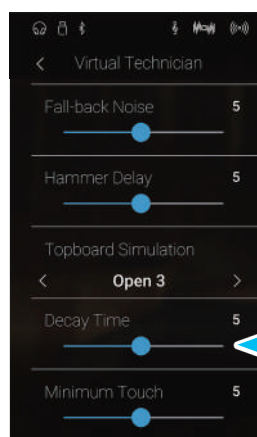 < Virtual Technician
Fall-back Noise 5
Hammer Delay 5
Topboard Simulation
< Open 3 >
Decay Time 5
Minimum Touch 5